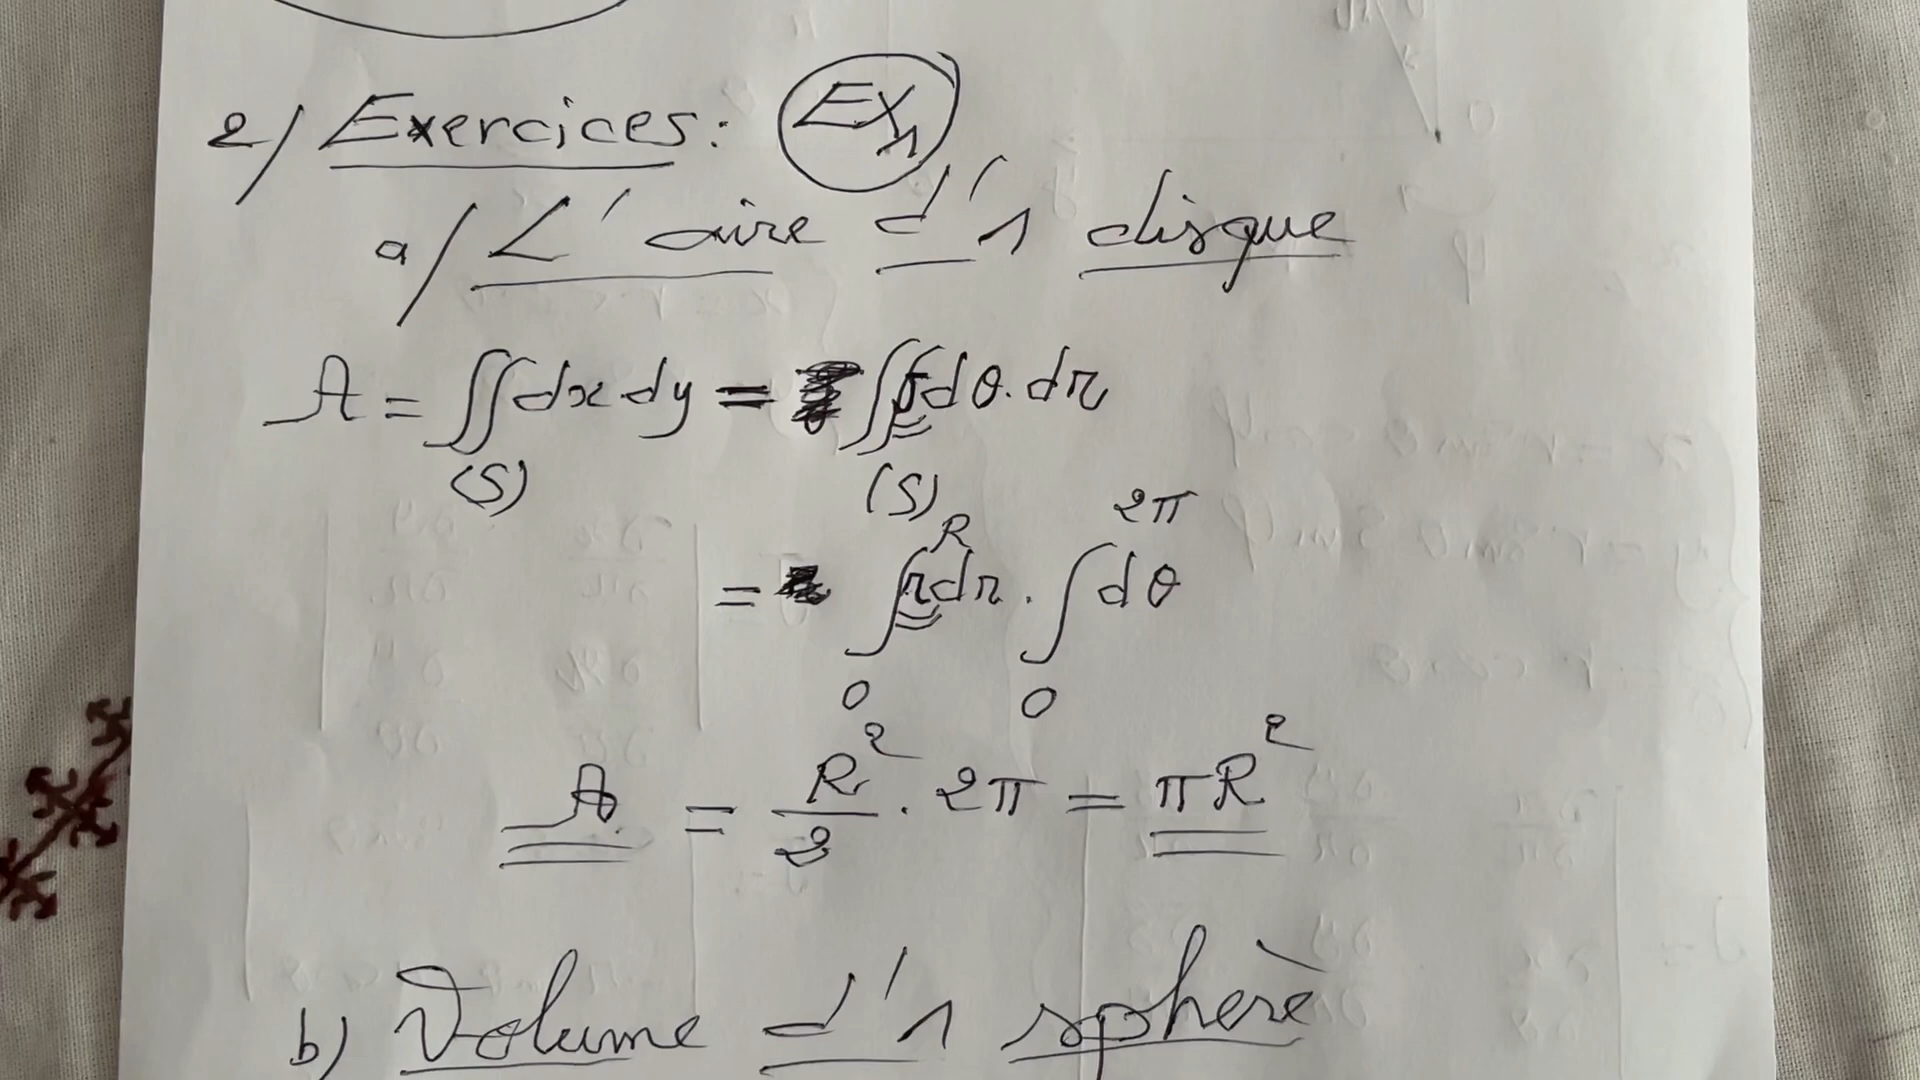 2/ Exercices: EX1
a/ L'aire d'1 disque
A = ∬(S) dx dy = ∬(S) r dθ. dr
= ∫₀ᴿ r dr . ∫₀²π dθ
A = R²/2 . 2π = πR²
b) Volume d'1 sphère